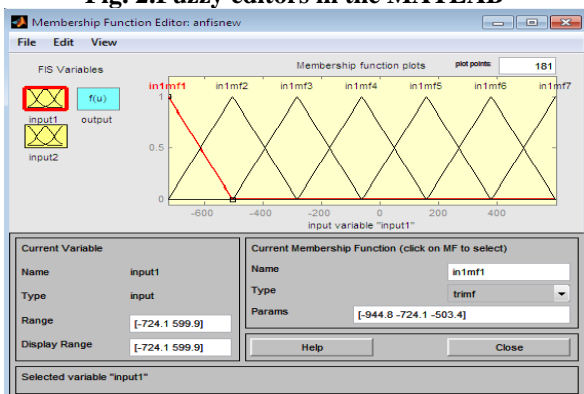 Fig. 2.Fuzzy editors in the MATLAB
Membership Function Editor: anfisnew
File Edit View
FIS Variables
Membership function plots
plot points:
181
f(u)
input1
output
input2
in1mf1 in1mf2 in1mf3 in1mf4 in1mf5 in1mf6 in1mf7
1
0.5
0
-600 -400 -200 0 200 400
input variable "input1"
Current Variable
Name input1
Type input
Range [-724.1 599.9]
Display Range [-724.1 599.9]
Current Membership Function (click on MF to select)
Name in1mf1
Type trimf
Params [-944.8 -724.1 -503.4]
Help Close
Selected variable "input1"